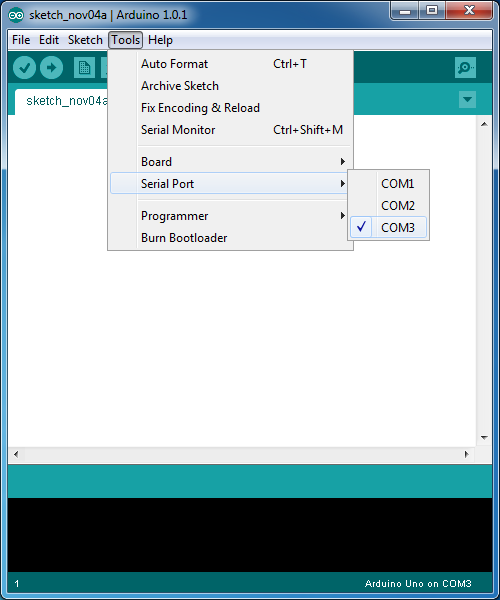 sketch_nov04a | Arduino 1.0.1
File Edit Sketch Tools Help
sketch_nov04a
Auto Format Ctrl+T
Archive Sketch
Fix Encoding & Reload
Serial Monitor Ctrl+Shift+M
Board
Serial Port
Programmer
Burn Bootloader
COM1
COM2
COM3
1 Arduino Uno on COM3